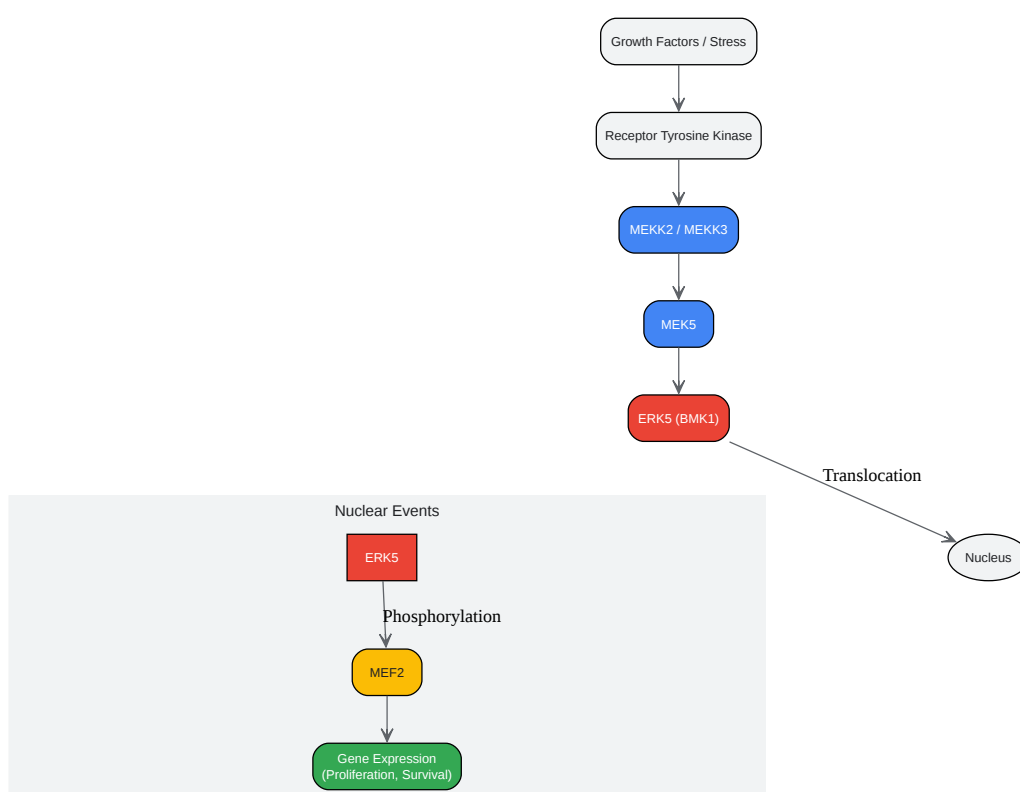 Growth Factors / Stress
Receptor Tyrosine Kinase
MEKK2 / MEKK3
MEK5
ERK5 (BMK1)
Translocation
Nuclear Events
ERK5
Nucleus
Phosphorylation
MEF2
Gene Expression
(Proliferation, Survival)